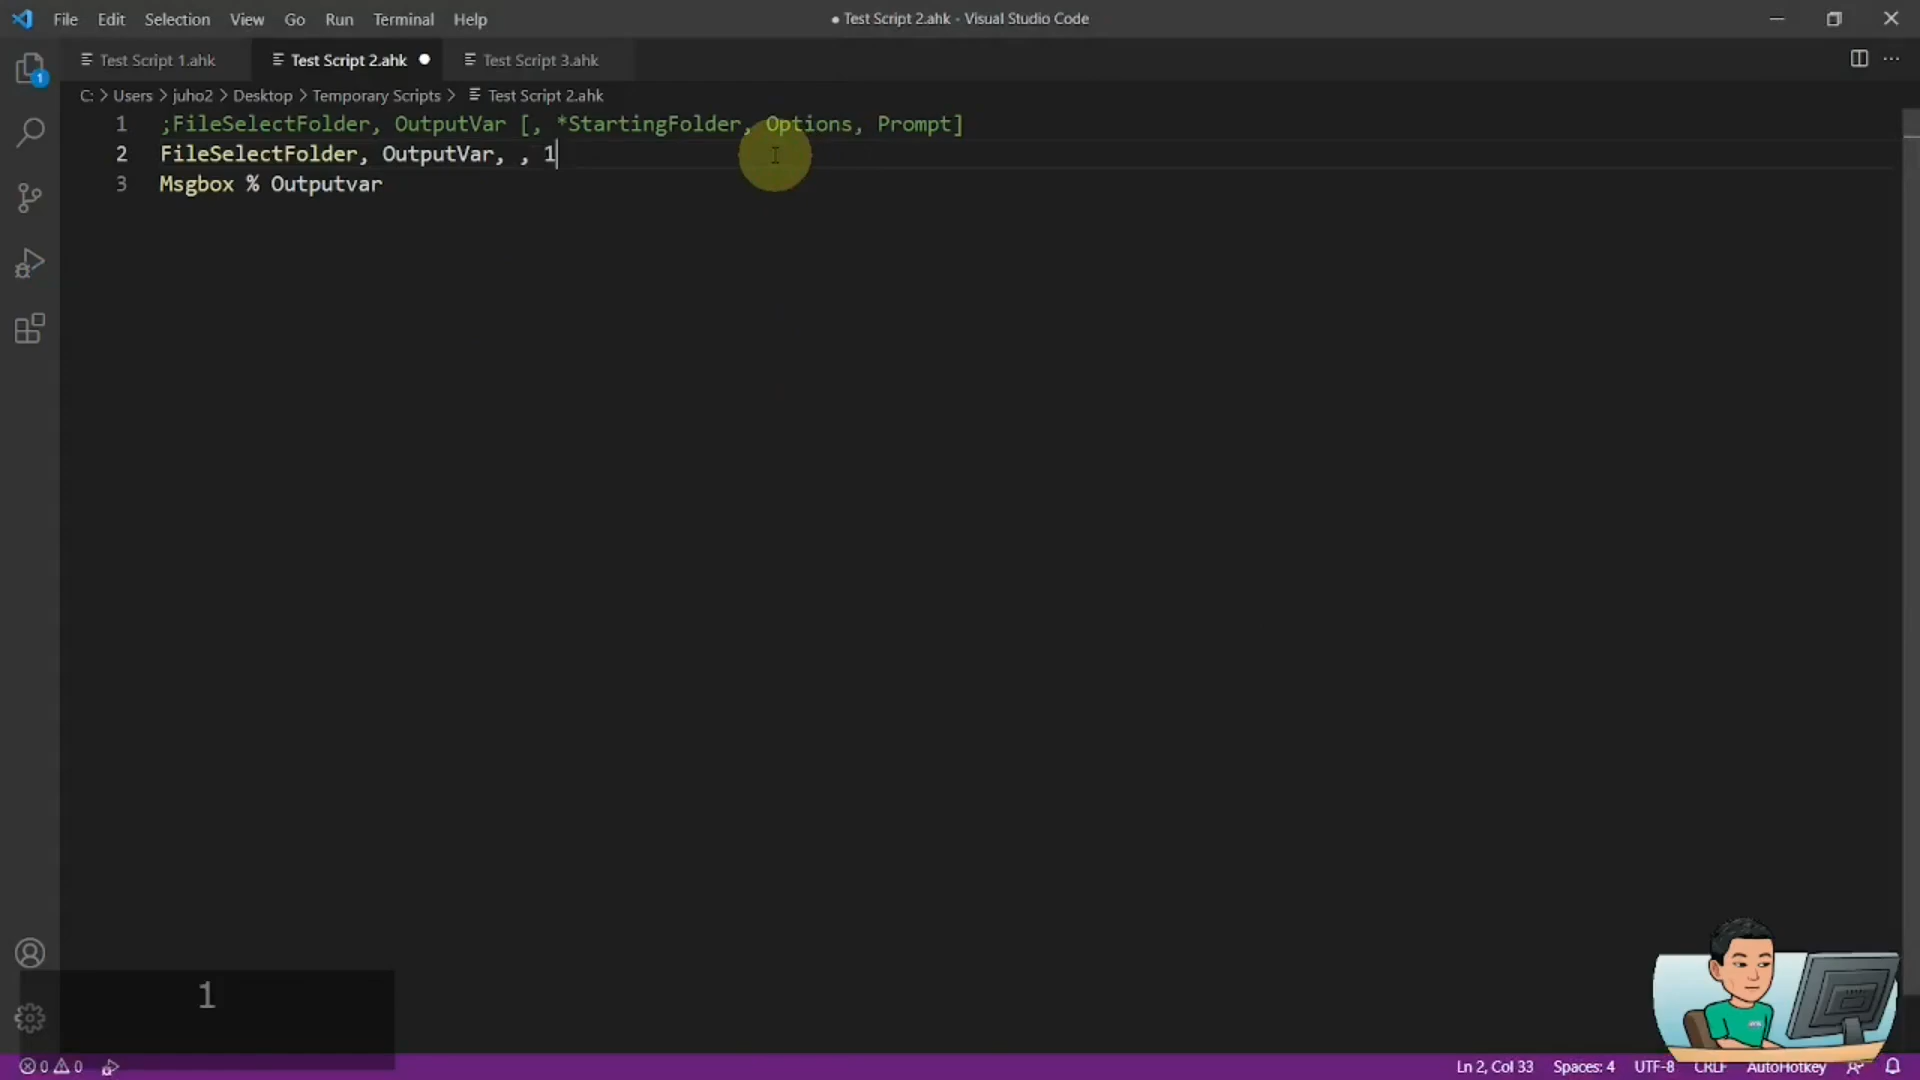 File Edit Selection View Go Run Terminal Help
● Test Script 2.ahk - Visual Studio Code
Test Script 1.ahk
Test Script 2.ahk
Test Script 3.ahk
C: > Users > juho2 > Desktop > Temporary Scripts > Test Script 2.ahk
1 ;FileSelectFolder, OutputVar [, *StartingFolder, Options, Prompt]
2 FileSelectFolder, OutputVar, , 1
3 Msgbox % Outputvar
1
1
0 0
Ln 2, Col 33 Spaces: 4 UTF-8 CRLF AutoHotkey